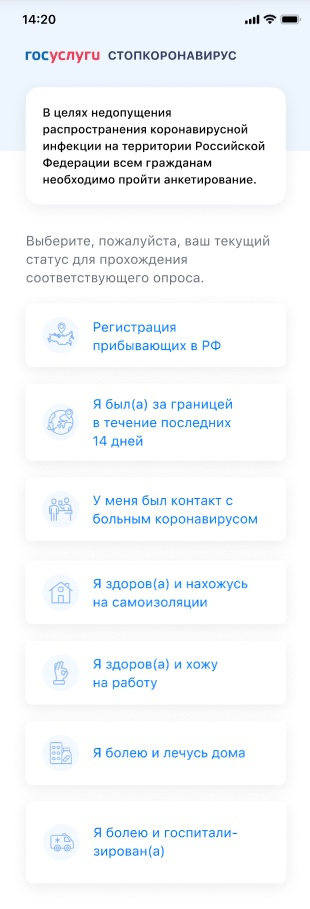 14:20
госуслуги СТОПКОРОНАВИРУС
В целях недопущения
распространения коронавирусной
инфекции на территории Российской
Федерации всем гражданам
необходимо пройти анкетирование.
Выберите, пожалуйста, ваш текущий
статус для прохождения
соответствующего опроса.
Регистрация
прибывающих в РФ
Я был(а) за границей
в течение последних
14 дней
У меня был контакт с
больным коронавирусом
Я здоров(а) и нахожусь
на самоизоляции
Я здоров(а) и хожу
на работу
Я болею и лечусь дома
Я болею и госпитали-
зирован(а)